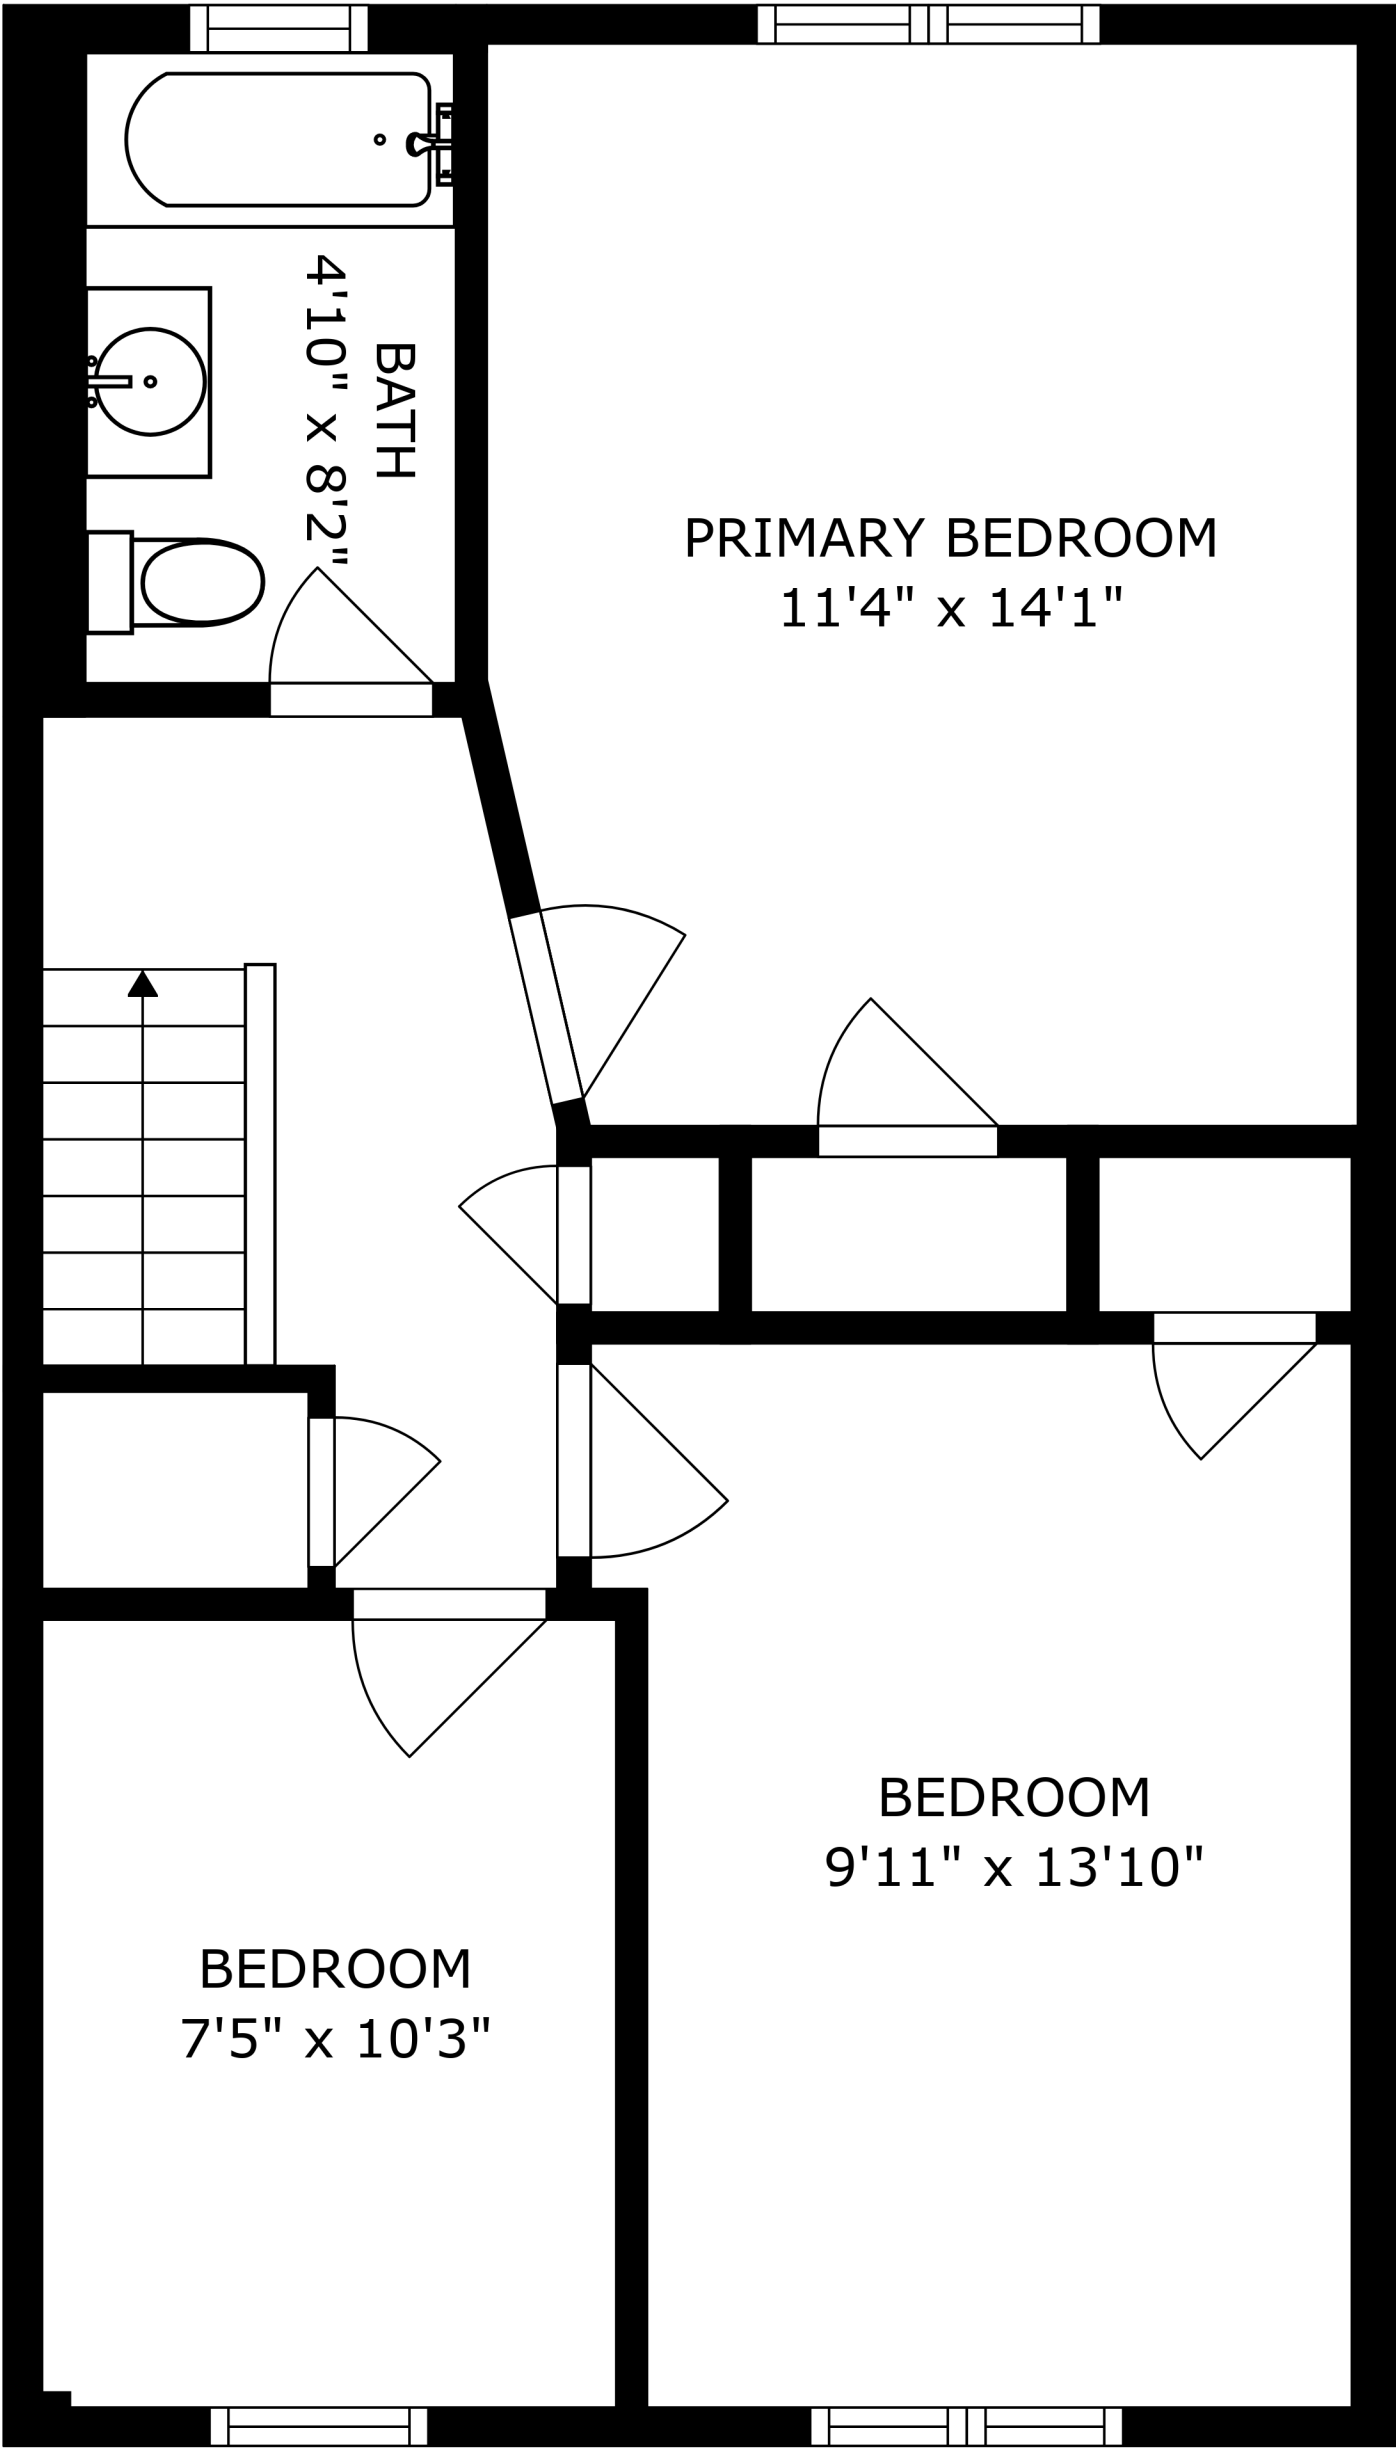 BATH
4'10" x 8'2"
PRIMARY BEDROOM
11'4" x 14'1"
BEDROOM
9'11" x 13'10"
BEDROOM
7'5" x 10'3"